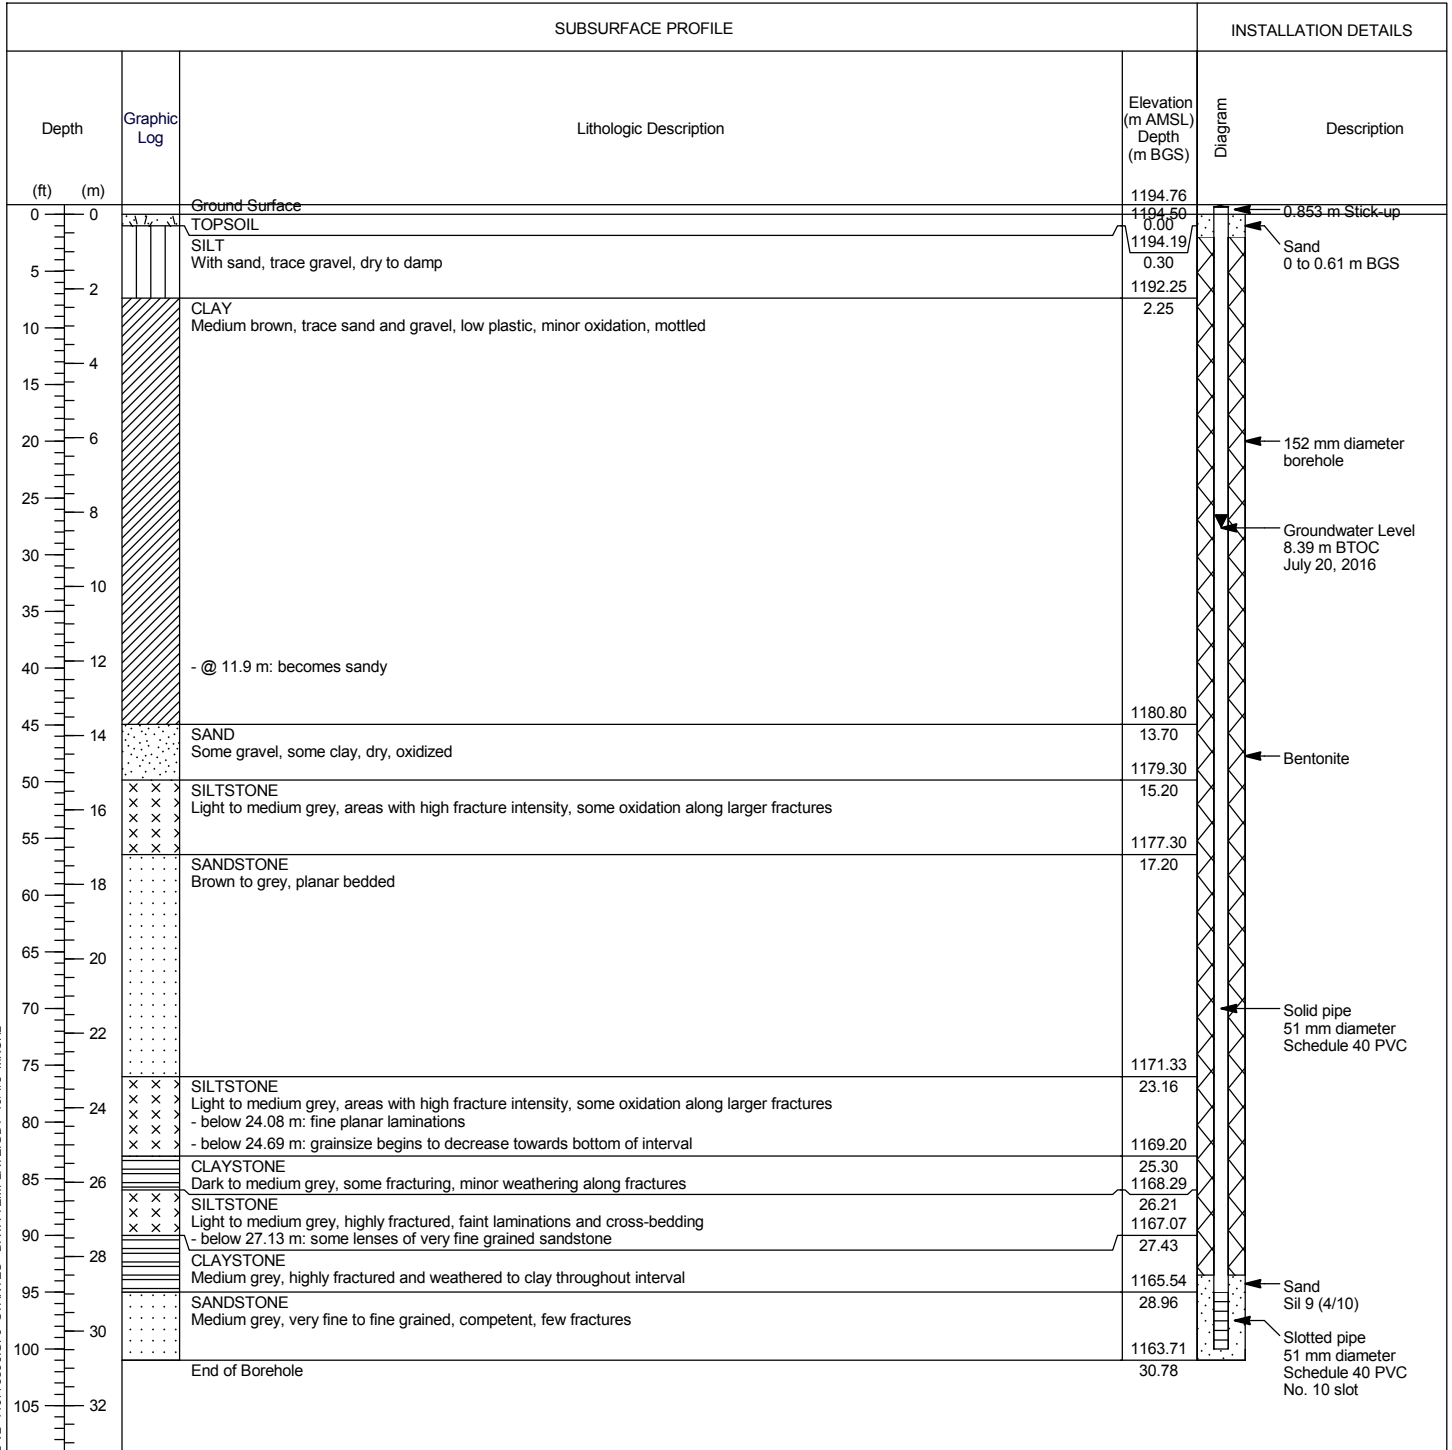 SUBSURFACE PROFILE
INSTALLATION DETAILS
Depth
Graphic
Log
Lithologic Description
Elevation
(m AMSL)
Depth
(m BGS)
Diagram
Description
(ft)
(m)
1194.76
Ground Surface
0
0
1194.50
0.853 m Stick-up
TOPSOIL
0.00
SILT
1194.19
Sand
With sand, trace gravel, dry to damp
0.30
0 to 0.61 m BGS
5
2
1192.25
CLAY
2.25
Medium brown, trace sand and gravel, low plastic, minor oxidation, mottled
10
4
15
20
6
152 mm diameter
borehole
25
8
Groundwater Level
8.39 m BTOC
July 20, 2016
30
10
35
40
12
- @ 11.9 m: becomes sandy
1180.80
45
14
SAND
13.70
Some gravel, some clay, dry, oxidized
Bentonite
1179.30
50
SILTSTONE
15.20
Light to medium grey, areas with high fracture intensity, some oxidation along larger fractures
16
55
1177.30
SANDSTONE
17.20
Brown to grey, planar bedded
18
60
65
20
70
Solid pipe
51 mm diameter
Schedule 40 PVC
22
75
1171.33
SILTSTONE
23.16
Light to medium grey, areas with high fracture intensity, some oxidation along larger fractures
24
80
- below 24.08 m: fine planar laminations
- below 24.69 m: grainsize begins to decrease towards bottom of interval
1169.20
CLAYSTONE
25.30
85
26
Dark to medium grey, some fracturing, minor weathering along fractures
1168.29
SILTSTONE
26.21
Light to medium grey, highly fractured, faint laminations and cross-bedding
1167.07
90
- below 27.13 m: some lenses of very fine grained sandstone
27.43
28
CLAYSTONE
Medium grey, highly fractured and weathered to clay throughout interval
1165.54
Sand
Sil 9 (4/10)
95
SANDSTONE
28.96
Medium grey, very fine to fine grained, competent, few fractures
30
Slotted pipe
51 mm diameter
Schedule 40 PVC
No. 10 slot
100
1163.71
End of Borehole
30.78
105
32